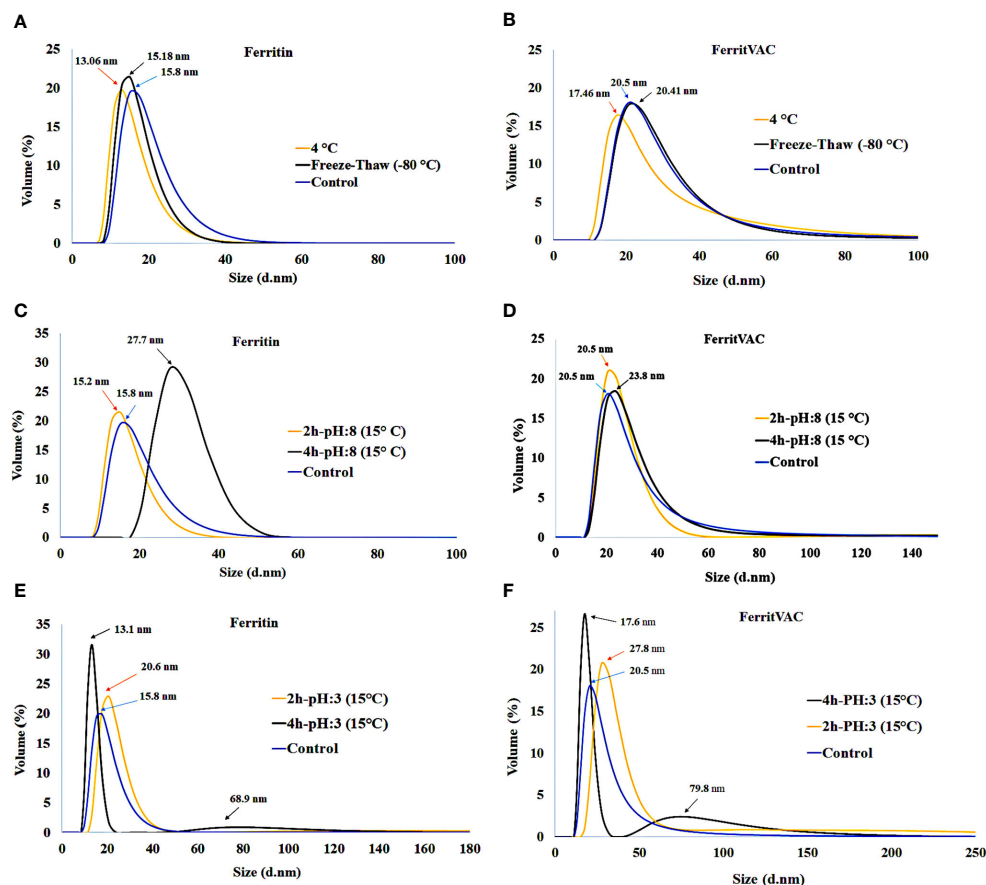 A
Ferritin
13.06 nm
15.18 nm
15.8 nm
4 °C
Freeze-Thaw (-80 °C)
Control
Volume (%)
25
20
15
10
5
0
0 20 40 60 80 100
Size (d.nm)
B
FerritVAC
20.5 nm
17.46 nm
20.41 nm
4 °C
Freeze-Thaw (-80 °C)
Control
Volume (%)
25
20
15
10
5
0
0 20 40 60 80 100
Size (d.nm)
C
Ferritin
27.7 nm
15.2 nm
15.8 nm
2h-pH:8 (15° C)
4h-pH:8 (15° C)
Control
Volume (%)
35
30
25
20
15
10
5
0
0 20 40 60 80 100
Size (d.nm)
D
FerritVAC
20.5 nm
20.5 nm
23.8 nm
2h-pH:8 (15 °C)
4h-pH:8 (15 °C)
Control
Volume (%)
25
20
15
10
5
0
0 20 40 60 80 100 120 140
Size (d.nm)
E
Ferritin
13.1 nm
20.6 nm
15.8 nm
68.9 nm
2h-pH:3 (15°C)
4h-pH:3 (15°C)
Control
Volume (%)
35
30
25
20
15
10
5
0
0 20 40 60 80 100 120 140 160 180
Size (d.nm)
F
FerritVAC
17.6 nm
27.8 nm
20.5 nm
79.8 nm
4h-PH:3 (15°C)
2h-PH:3 (15°C)
Control
Volume (%)
25
20
15
10
5
0
0 50 100 150 200 250
Size (d.nm)